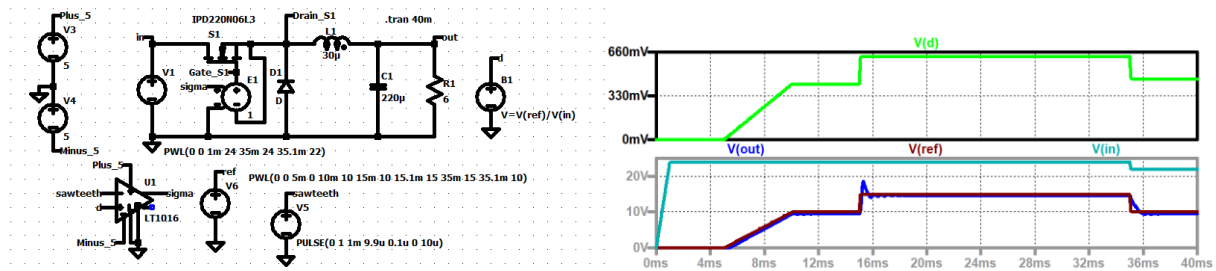 Plus_5
V3
5
V4
5
Minus_5
in
IPD220N06L3
S1
V1
Gate_S1
sigma
E1
1
PWL(0 0 1m 24 35m 24 35.1m 22)
Drain_S1
L1
30µ
D1
D
.tran 40m
out
C1
220µ
R1
6
d
B1
V=V(ref)/V(in)
Plus_5
U1
sawteeth
sigma
d
LT1016
Minus_5
ref
V6
PWL(0 0 5m 0 10m 10 15m 10 15.1m 15 35m 15 35.1m 10)
sawteeth
V5
PULSE(0 1 1m 9.9u 0.1u 0 10u)
V(d)
660mV
330mV
0mV
V(out) V(ref) V(in)
20V
10V
0V
0ms 4ms 8ms 12ms 16ms 20ms 24ms 28ms 32ms 36ms 40ms